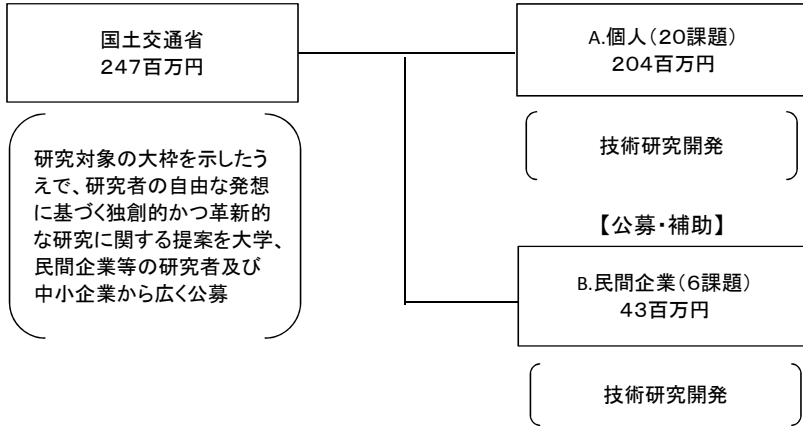 国土交通省
247百万円
研究対象の大枠を示したう
えで、研究者の自由な発想
に基づく独創的かつ革新的
な研究に関する提案を大学、
民間企業等の研究者及び
中小企業から広く公募
A.個人(20課題)
204百万円
技術研究開発
【公募・補助】
B.民間企業(6課題)
43百万円
技術研究開発